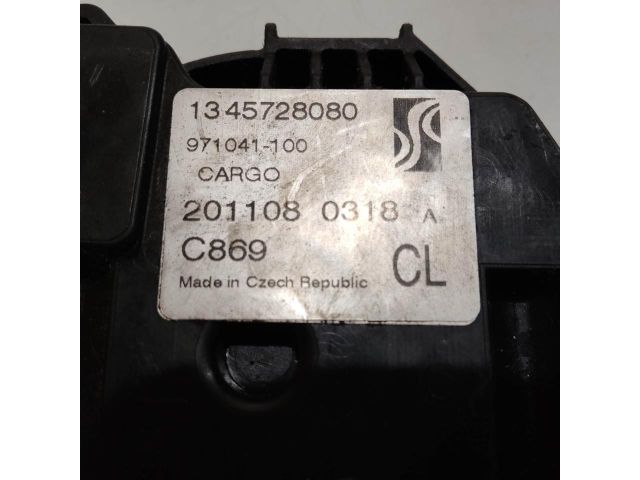 1345728080
971041-100
CARGO
201108 0318 A
C869
CL
Made in Czech Republic